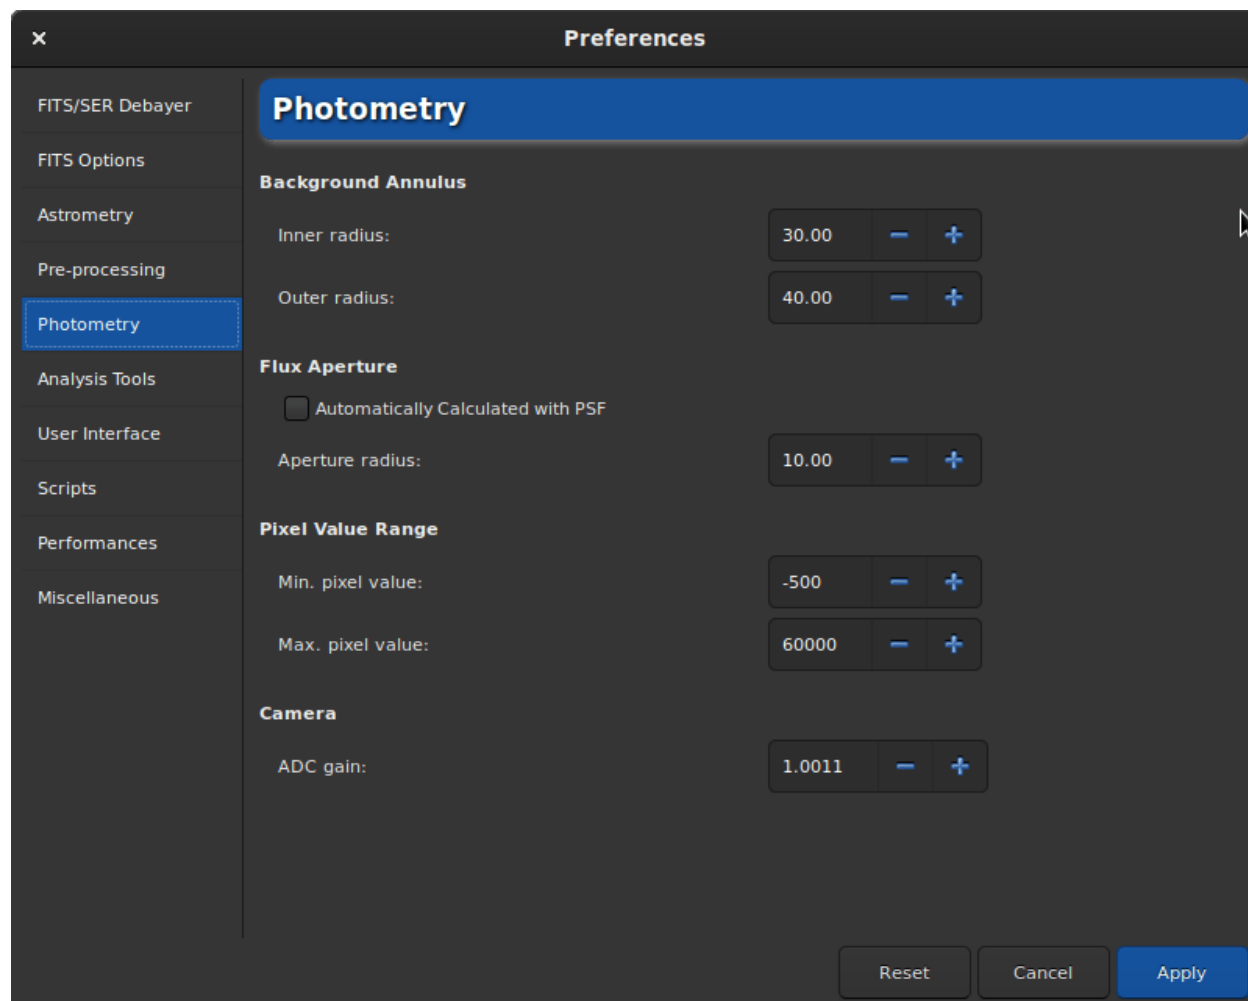 Preferences
FITS/SER Debayer
FITS Options
Astrometry
Pre-processing
Photometry
Analysis Tools
User Interface
Scripts
Performances
Miscellaneous
Photometry
Background Annulus
Inner radius: 30.00
Outer radius: 40.00
Flux Aperture
Automatically Calculated with PSF
Aperture radius: 10.00
Pixel Value Range
Min. pixel value: -500
Max. pixel value: 60000
Camera
ADC gain: 1.0011
Reset Cancel Apply